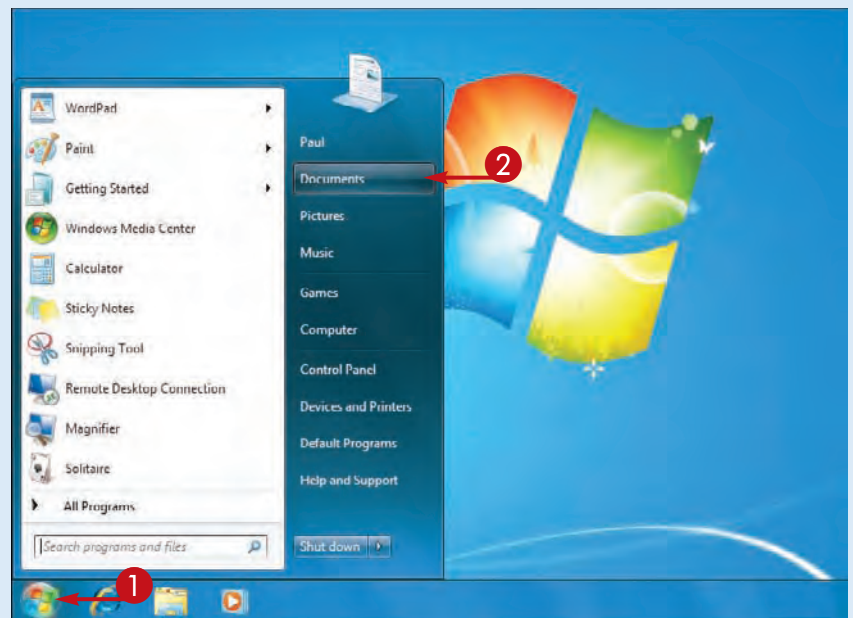 WordPad
Paint
Getting Started
Windows Media Center
Calculator
Sticky Notes
Snipping Tool
Remote Desktop Connection
Magnifier
Solitaire
All Programs
Search programs and files
Paul
Documents
2
Pictures
Music
Games
Computer
Control Panel
Devices and Printers
Default Programs
Help and Support
Shut down
1